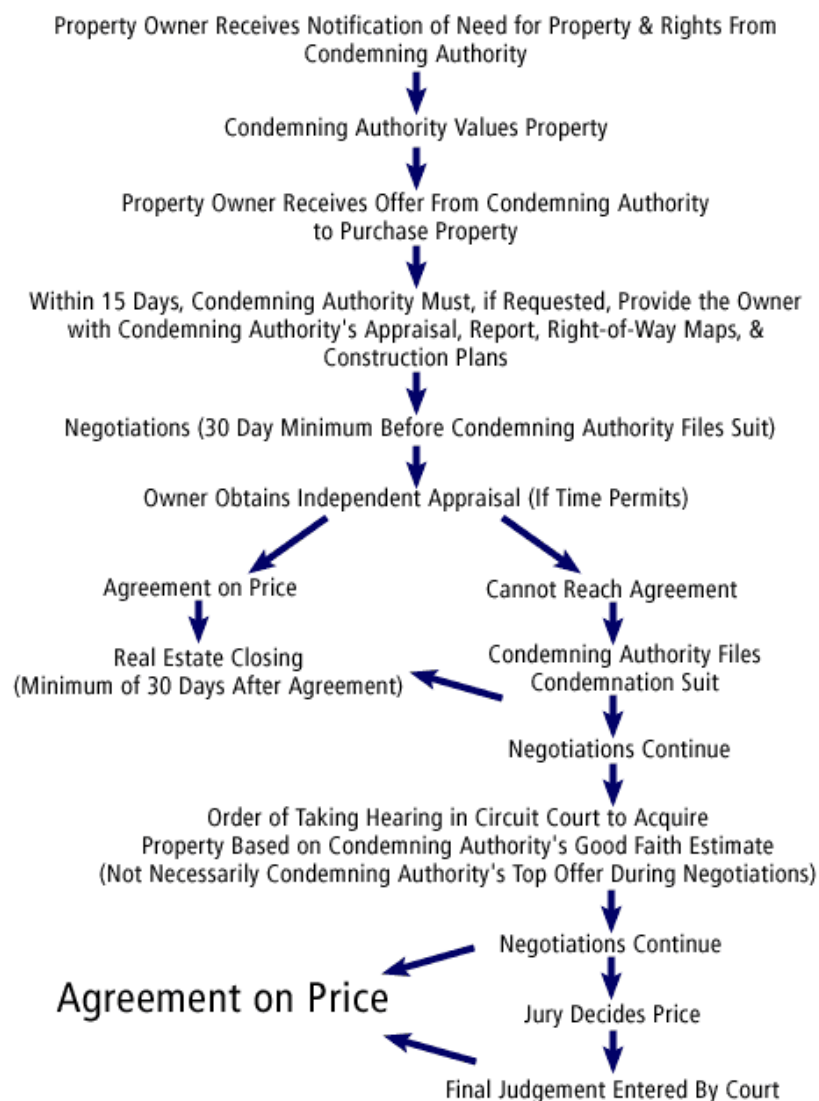 Property Owner Receives Notification of Need for Property & Rights From
Condemning Authority
Condemning Authority Values Property
Property Owner Receives Offer From Condemning Authority
to Purchase Property
Within 15 Days, Condemning Authority Must, if Requested, Provide the Owner
with Condemning Authority's Appraisal, Report, Right-of-Way Maps, &
Construction Plans
Negotiations (30 Day Minimum Before Condemning Authority Files Suit)
Owner Obtains Independent Appraisal (If Time Permits)
Agreement on Price
Cannot Reach Agreement
Real Estate Closing
(Minimum of 30 Days After Agreement)
Condemning Authority Files
Condemnation Suit
Negotiations Continue
Order of Taking Hearing in Circuit Court to Acquire
Property Based on Condemning Authority's Good Faith Estimate
(Not Necessarily Condemning Authority's Top Offer During Negotiations)
Negotiations Continue
Agreement on Price
Jury Decides Price
Final Judgement Entered By Court